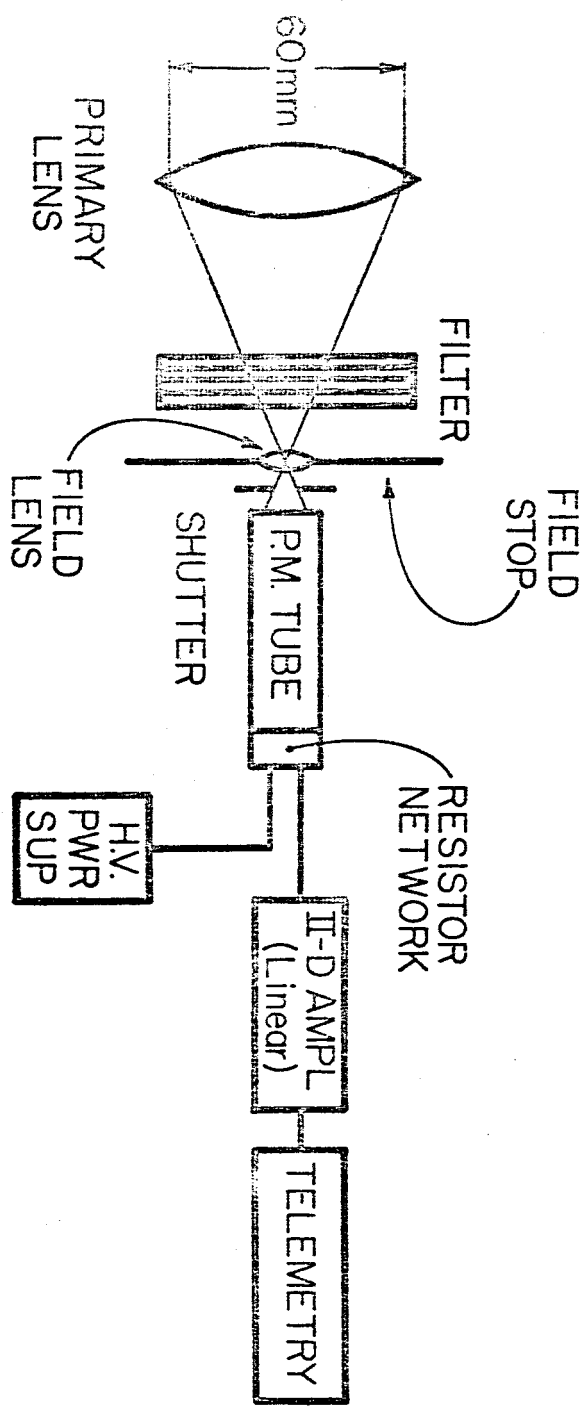 60mm
PRIMARY
LENS
FILTER
FIELD
LENS
FIELD
STOP
SHUTTER
P.M. TUBE
RESISTOR
NETWORK
H.V.
PWR
SUP
II-D AMPL
(Linear)
TELEMETRY